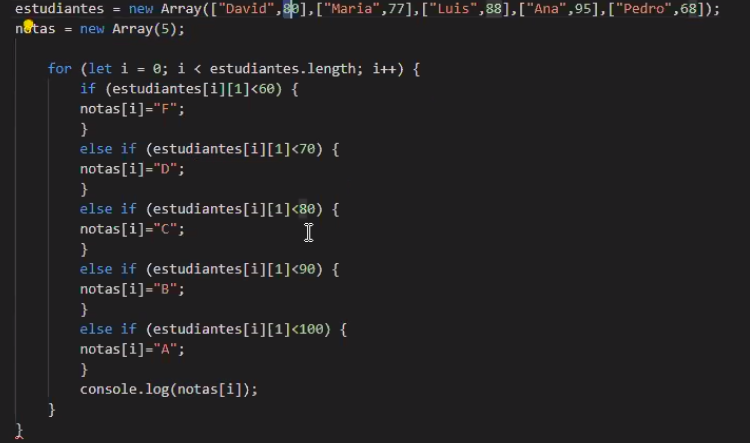 estudiantes = new Array(["David",80],["Maria",77],["Luis",88],["Ana",95],["Pedro",68]);
notas = new Array(5);
for (let i = 0; i < estudiantes.length; i++) {
if (estudiantes[i][1]<60) {
notas[i]="F";
}
else if (estudiantes[i][1]<70) {
notas[i]="D";
}
else if (estudiantes[i][1]<80) {
notas[i]="C";
}
else if (estudiantes[i][1]<90) {
notas[i]="B";
}
else if (estudiantes[i][1]<100) {
notas[i]="A";
}
console.log(notas[i]);
}
}